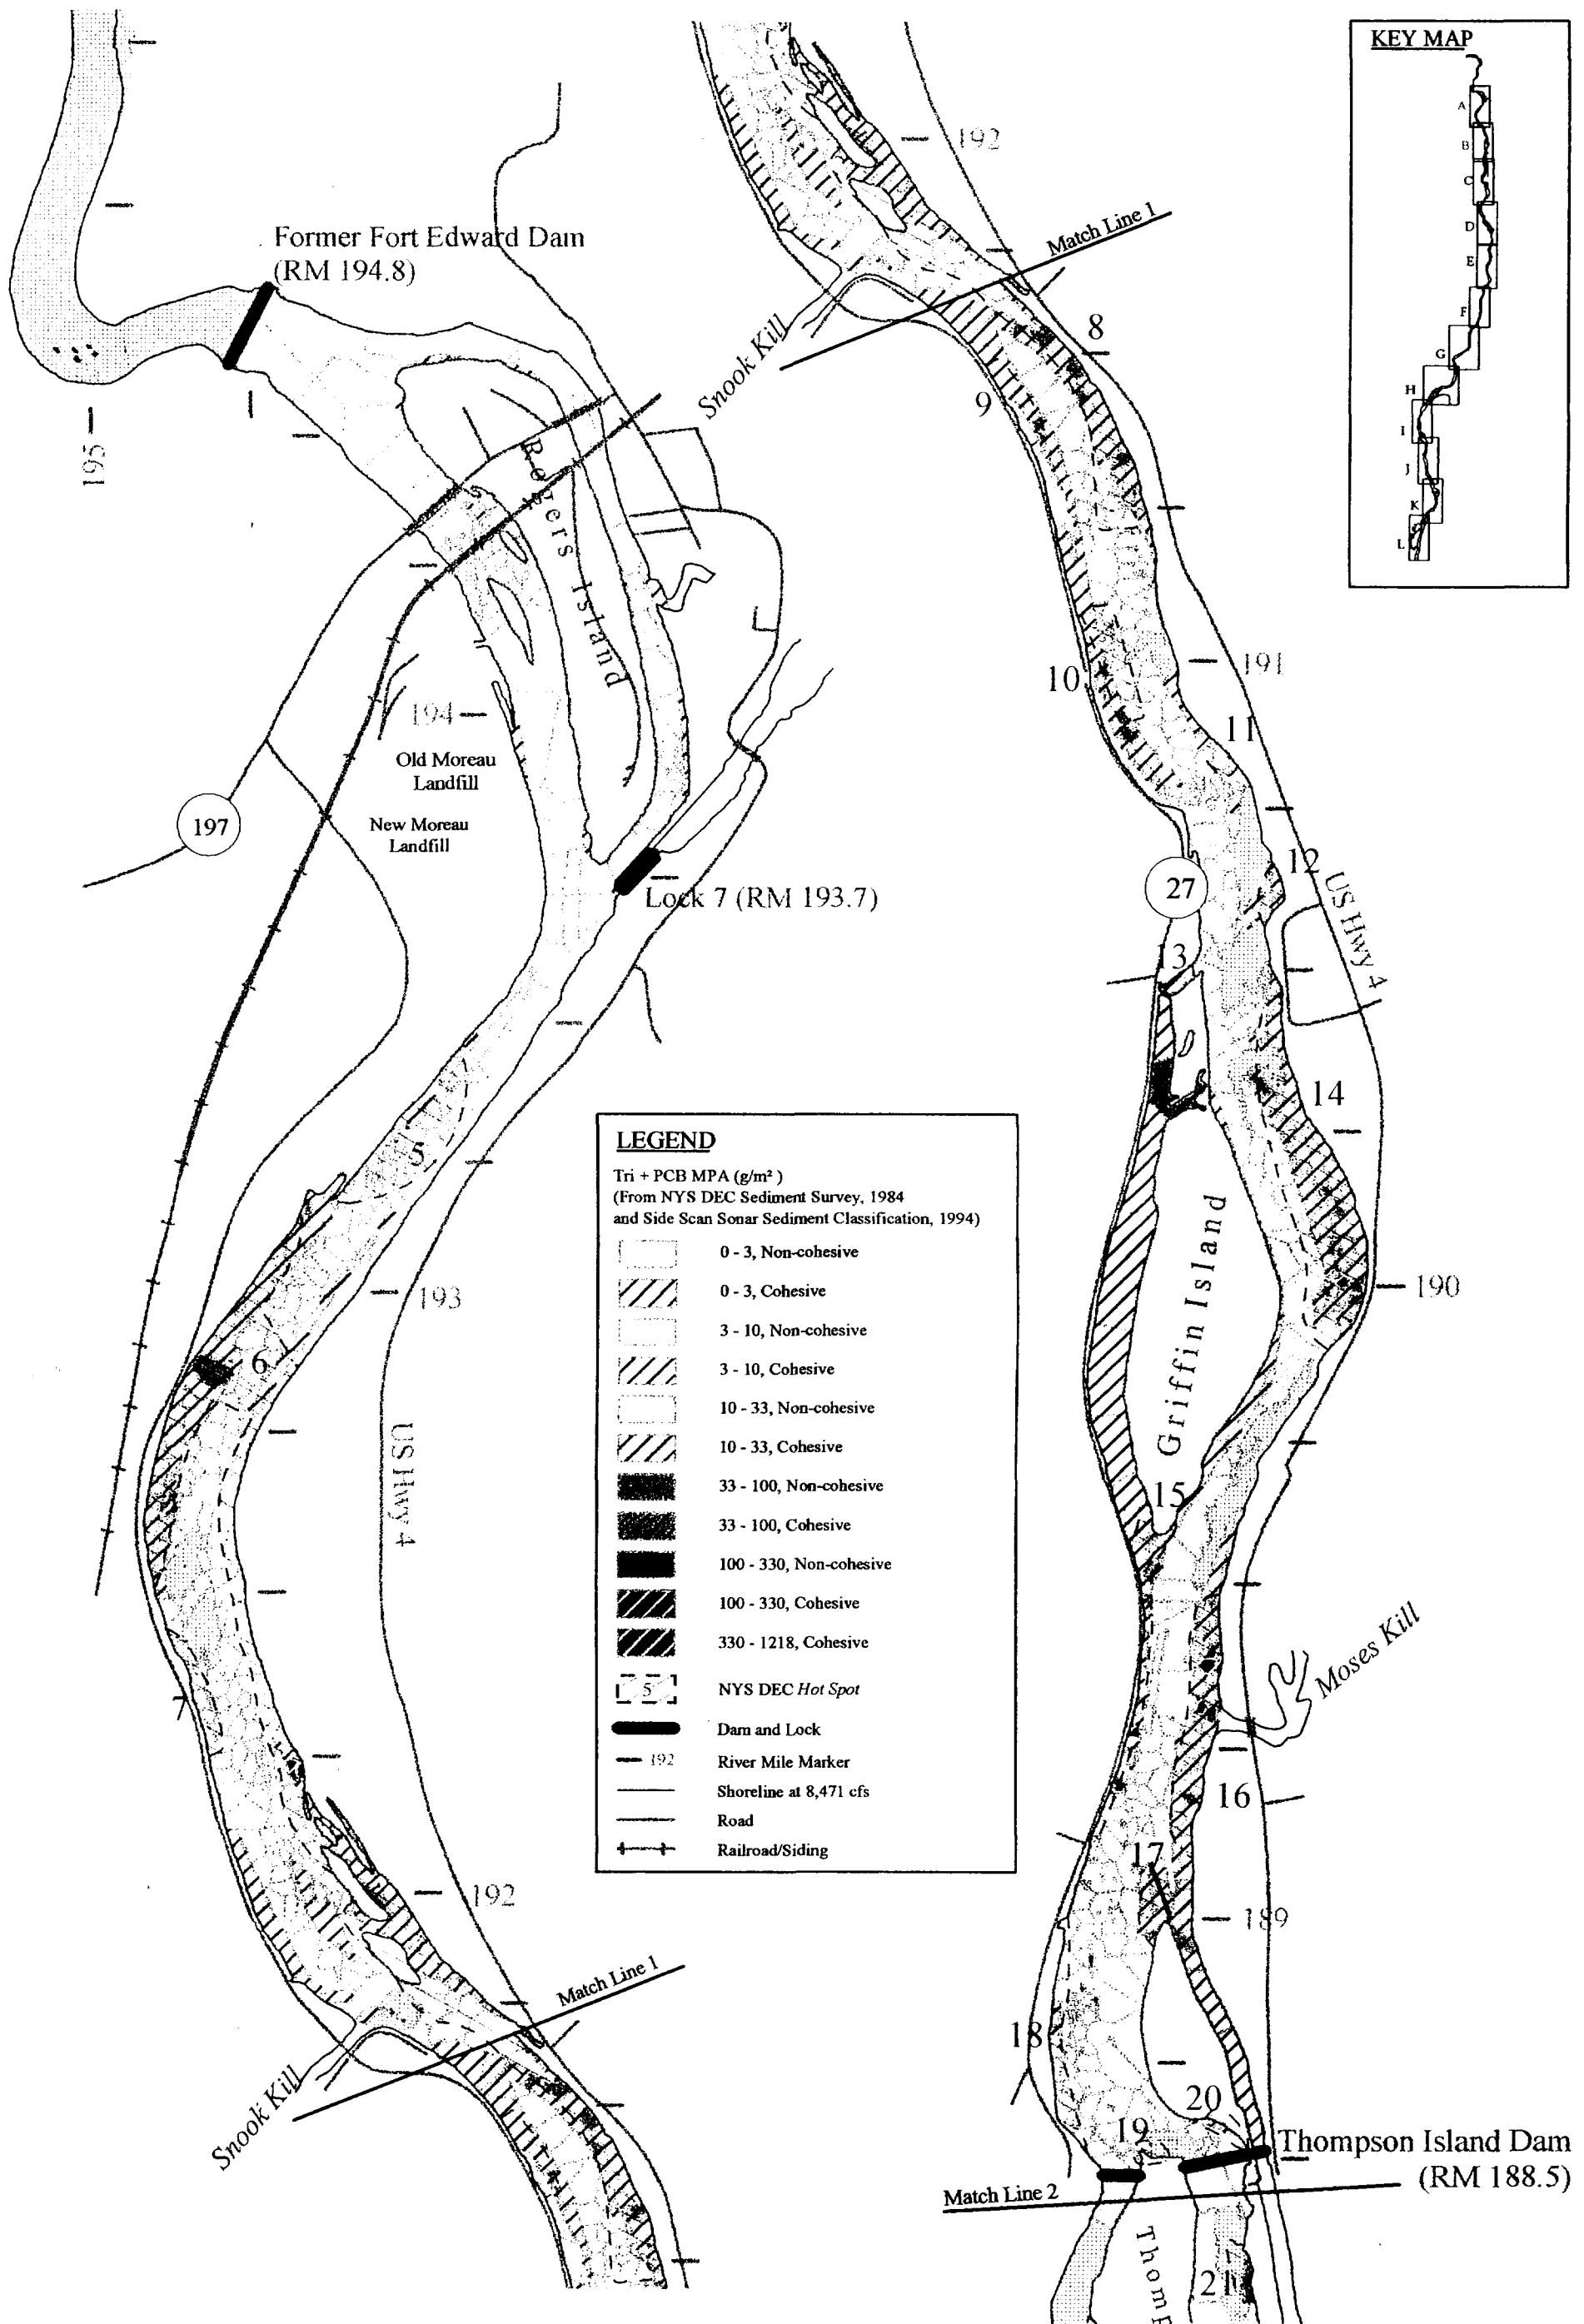 KEY MAP
A
B
C
D
E
F
G
H
I
J
K
L
Former Fort Edward Dam
(RM 194.8)
195
Rogers Island
194
Old Moreau
Landfill
New Moreau
Landfill
197
Lock 7 (RM 193.7)
5
193
6
US Hwy 4
7
192
Match Line 1
Snook Kill
192
Match Line 1
Snook Kill
8
9
10
191
11
12
27
US Hwy 4
13
14
Griffin Island
190
15
Moses Kill
16
17
189
18
20
19
Thompson Island Dam
(RM 188.5)
Match Line 2
Thomp
21
LEGEND
Tri + PCB MPA (g/m²)
(From NYS DEC Sediment Survey, 1984
and Side Scan Sonar Sediment Classification, 1994)
0 - 3, Non-cohesive
0 - 3, Cohesive
3 - 10, Non-cohesive
3 - 10, Cohesive
10 - 33, Non-cohesive
10 - 33, Cohesive
33 - 100, Non-cohesive
33 - 100, Cohesive
100 - 330, Non-cohesive
100 - 330, Cohesive
330 - 1218, Cohesive
5 NYS DEC Hot Spot
Dam and Lock
192 River Mile Marker
Shoreline at 8,471 cfs
Road
Railroad/Siding